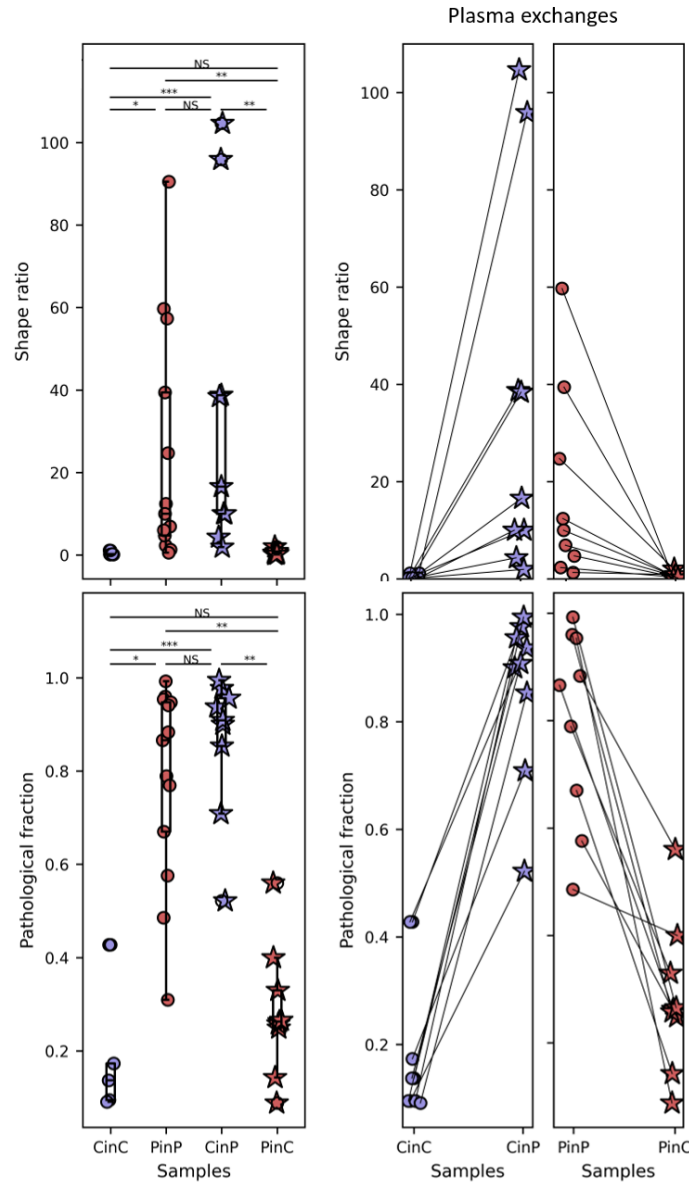 Plasma exchanges
NS
**
***
* NS **
100
80
60
40
20
0
Shape ratio
100
80
60
40
20
0
Shape ratio
NS
**
***
* NS **
1.0
0.8
0.6
0.4
0.2
Pathological fraction
CinC PinP CinP PinC
Samples
1.0
0.8
0.6
0.4
0.2
Pathological fraction
CinC CinP
Samples
PinP PinC
Samples